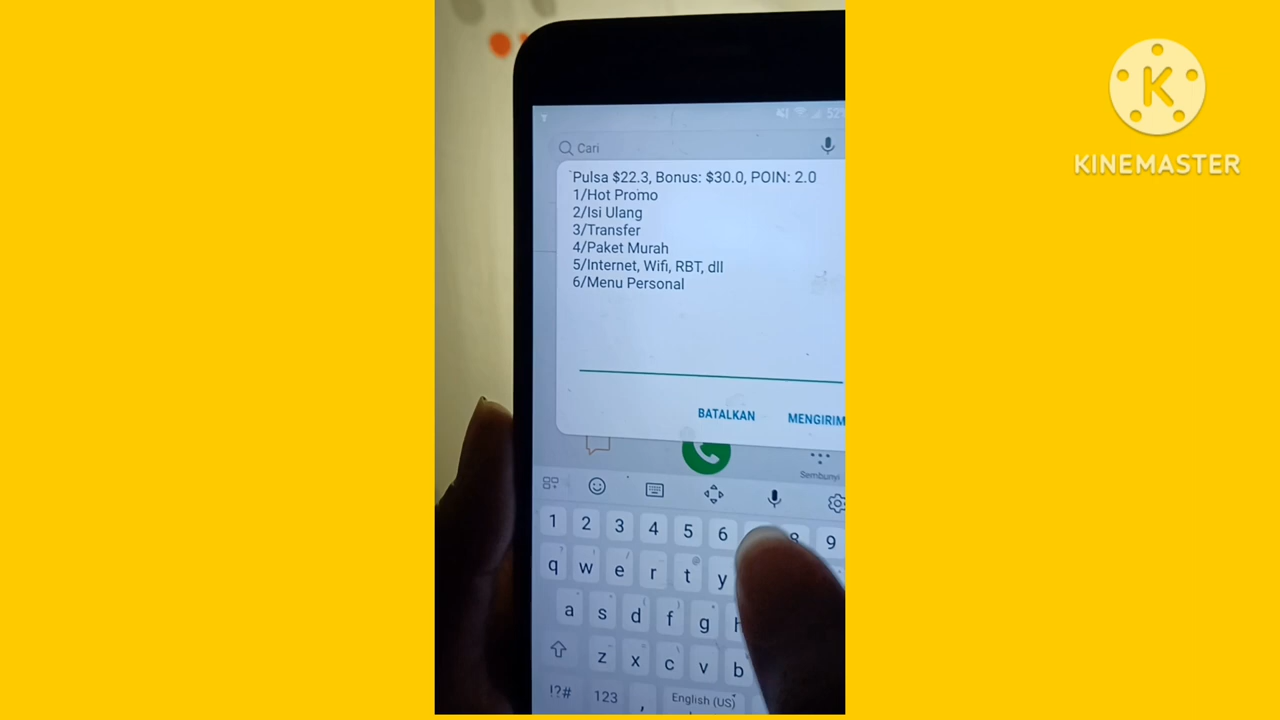 52
Cari
Pulsa $22.3, Bonus: $30.0, POIN: 2.0
1/Hot Promo
2/Isi Ulang
3/Transfer
4/Paket Murah
5/Internet, Wifi, RBT, dll
6/Menu Personal
BATALKAN MENGIRIM
Sembunyi
1 2 3 4 5 6 8 9
q w e r t y
a s d f g h
z x c v b
!?# 123 , English (US)
K
KINEMASTER